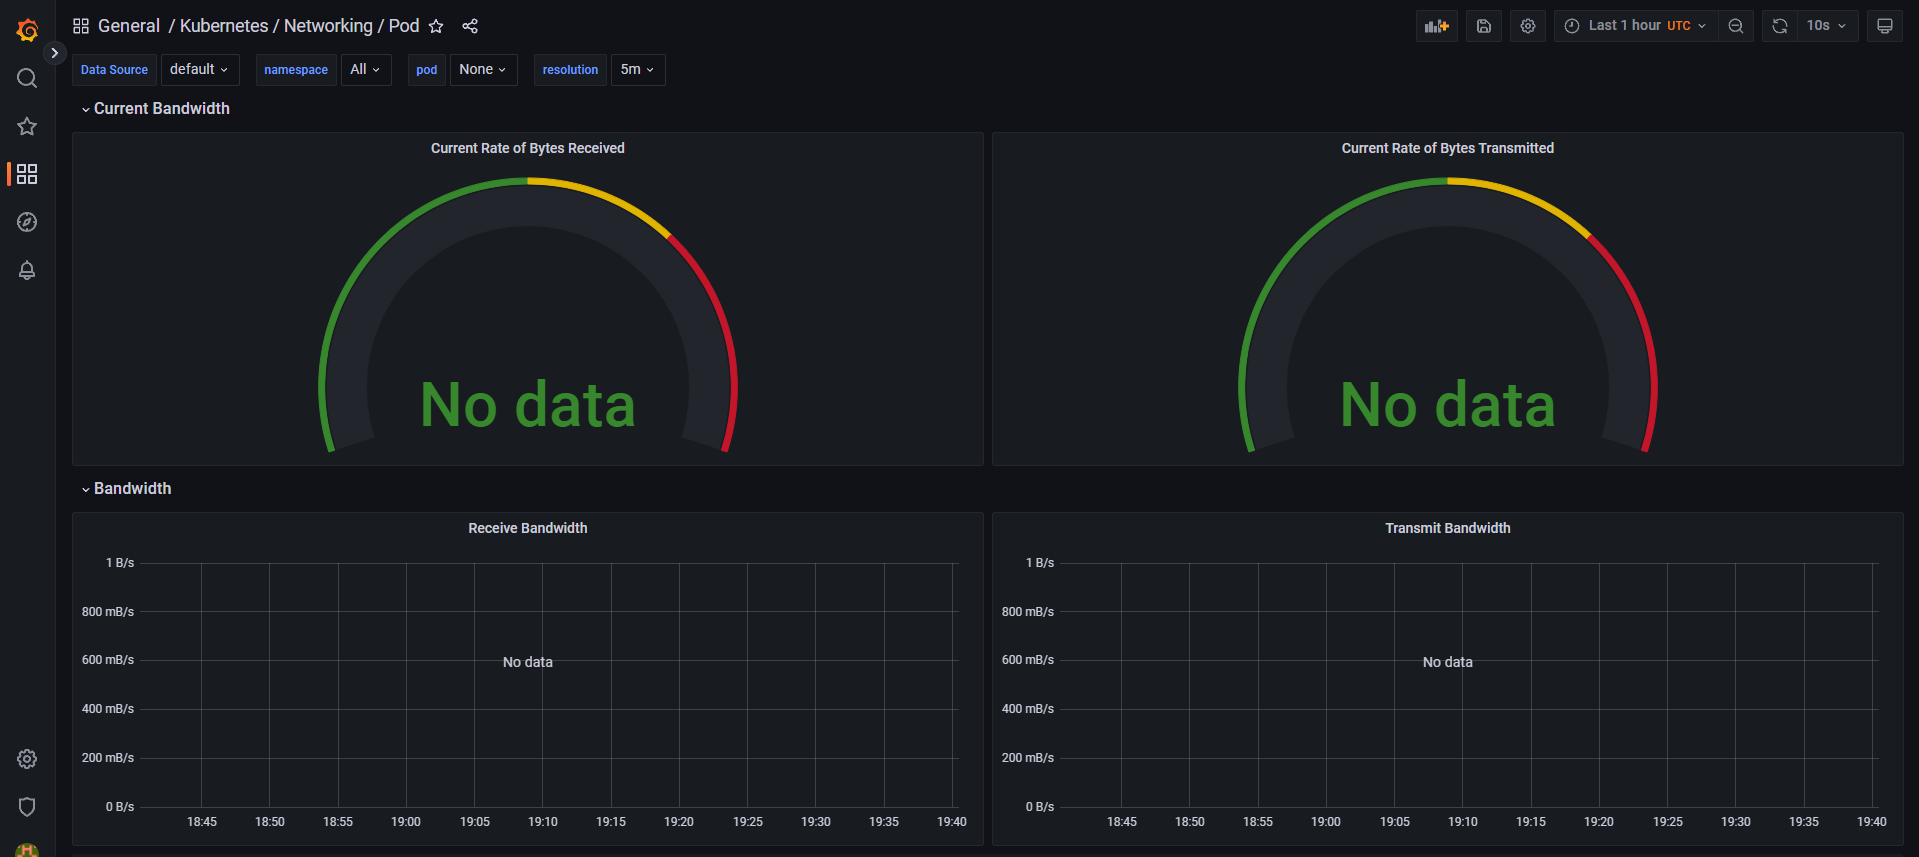 General / Kubernetes / Networking / Pod
Last 1 hour UTC
10s
Data Source default namespace All pod None resolution 5m
Current Bandwidth
Current Rate of Bytes Received
No data
Current Rate of Bytes Transmitted
No data
Bandwidth
Receive Bandwidth
1 B/s
800 mB/s
600 mB/s
400 mB/s
200 mB/s
0 B/s
No data
18:45 18:50 18:55 19:00 19:05 19:10 19:15 19:20 19:25 19:30 19:35 19:40
Transmit Bandwidth
1 B/s
800 mB/s
600 mB/s
400 mB/s
200 mB/s
0 B/s
No data
18:45 18:50 18:55 19:00 19:05 19:10 19:15 19:20 19:25 19:30 19:35 19:40